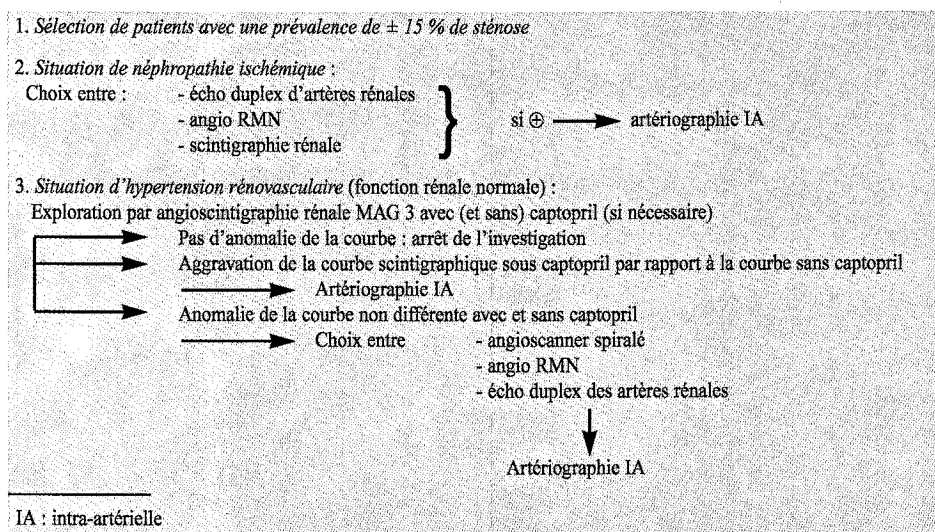 1. Sélection de patients avec une prévalence de ± 15 % de sténose
2. Situation de néphropathie ischémique :
Choix entre : - écho duplex d'artères rénales
- angio RMN
- scintigraphie rénale
si ⊕ artériographie IA
3. Situation d'hypertension rénovasculaire (fonction rénale normale) :
Exploration par angioscintigraphie rénale MAG 3 avec (et sans) captopril (si nécessaire)
Pas d'anomalie de la courbe : arrêt de l'investigation
Aggravation de la courbe scintigraphique sous captopril par rapport à la courbe sans captopril
Artériographie IA
Anomalie de la courbe non différente avec et sans captopril
Choix entre - angioscanner spiralé
- angio RMN
- écho duplex des artères rénales
Artériographie IA
IA : intra-artérielle